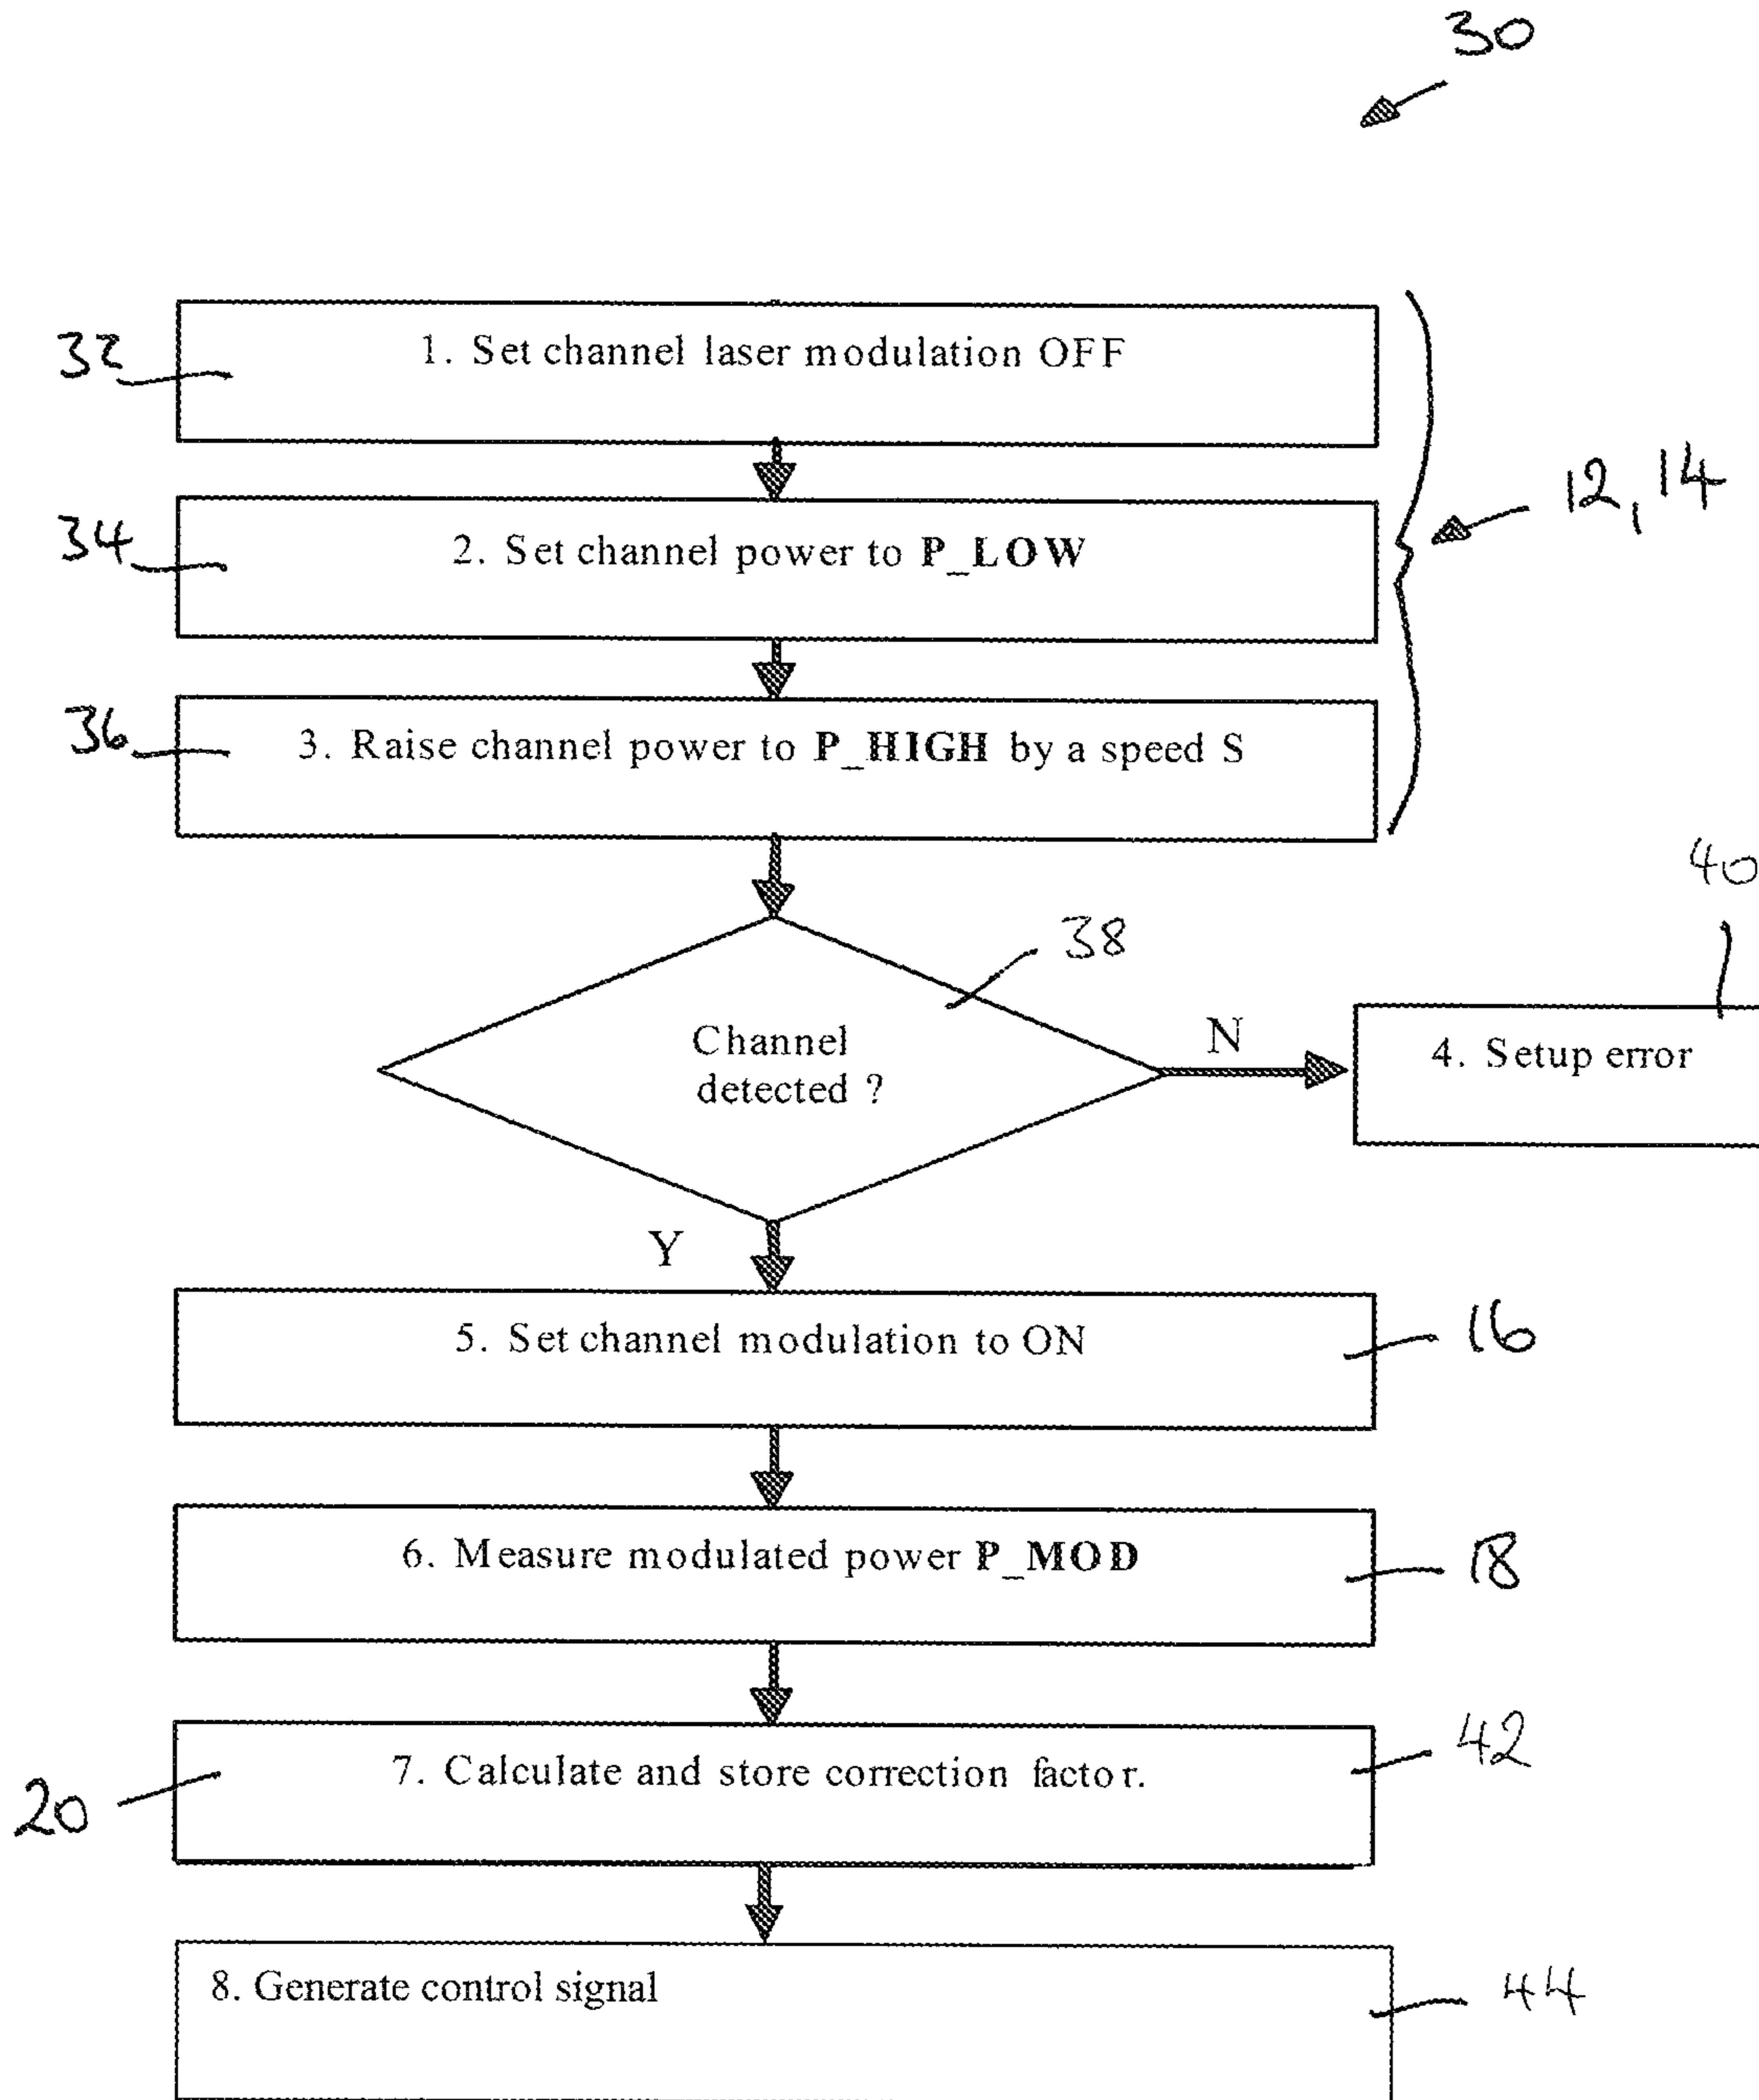 30
32
1. Set channel laser modulation OFF
34
2. Set channel power to P_LOW
12, 14
36
3. Raise channel power to P_HIGH by a speed S
40
38
Channel
detected ?
N
4. Setup error
Y
5. Set channel modulation to ON
16
6. Measure modulated power P_MOD
18
7. Calculate and store correction factor.
42
20
8. Generate control signal
44